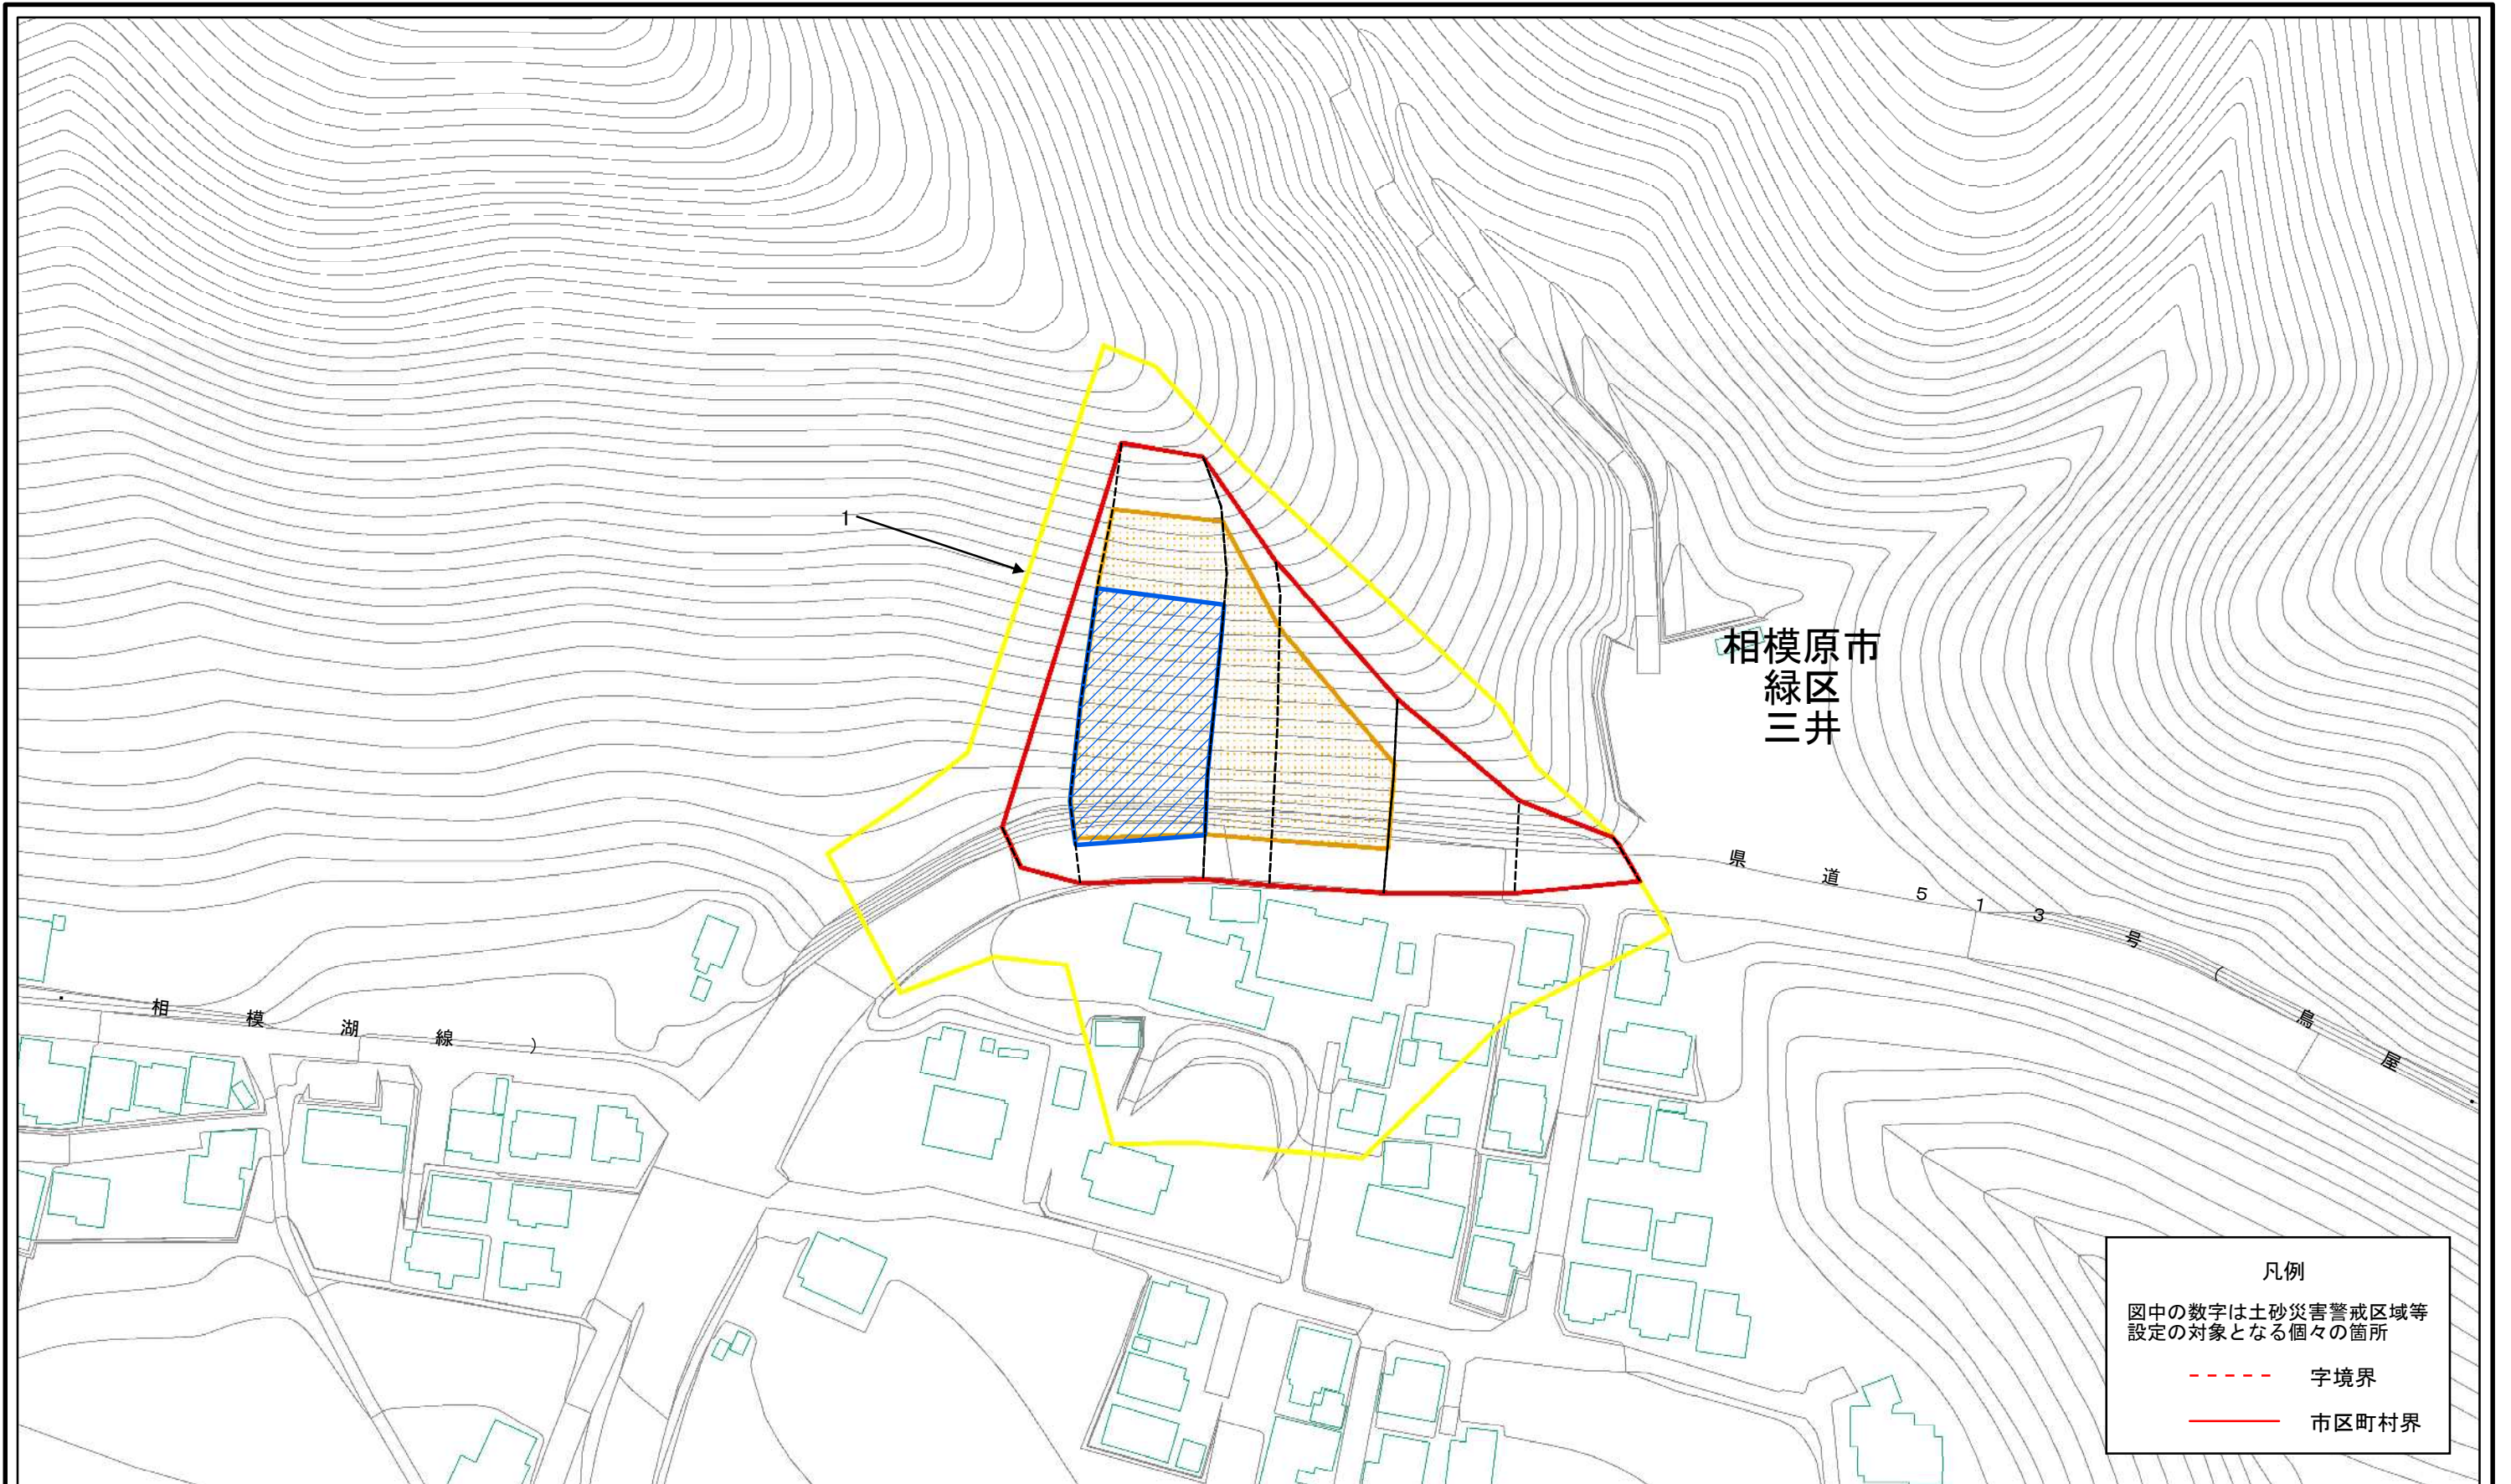 1
相模原市
緑区
三井
県道513号(鳥屋・
・相模湖線)
凡例
図中の数字は土砂災害警戒区域等
設定の対象となる個々の箇所
字境界
市区町村界